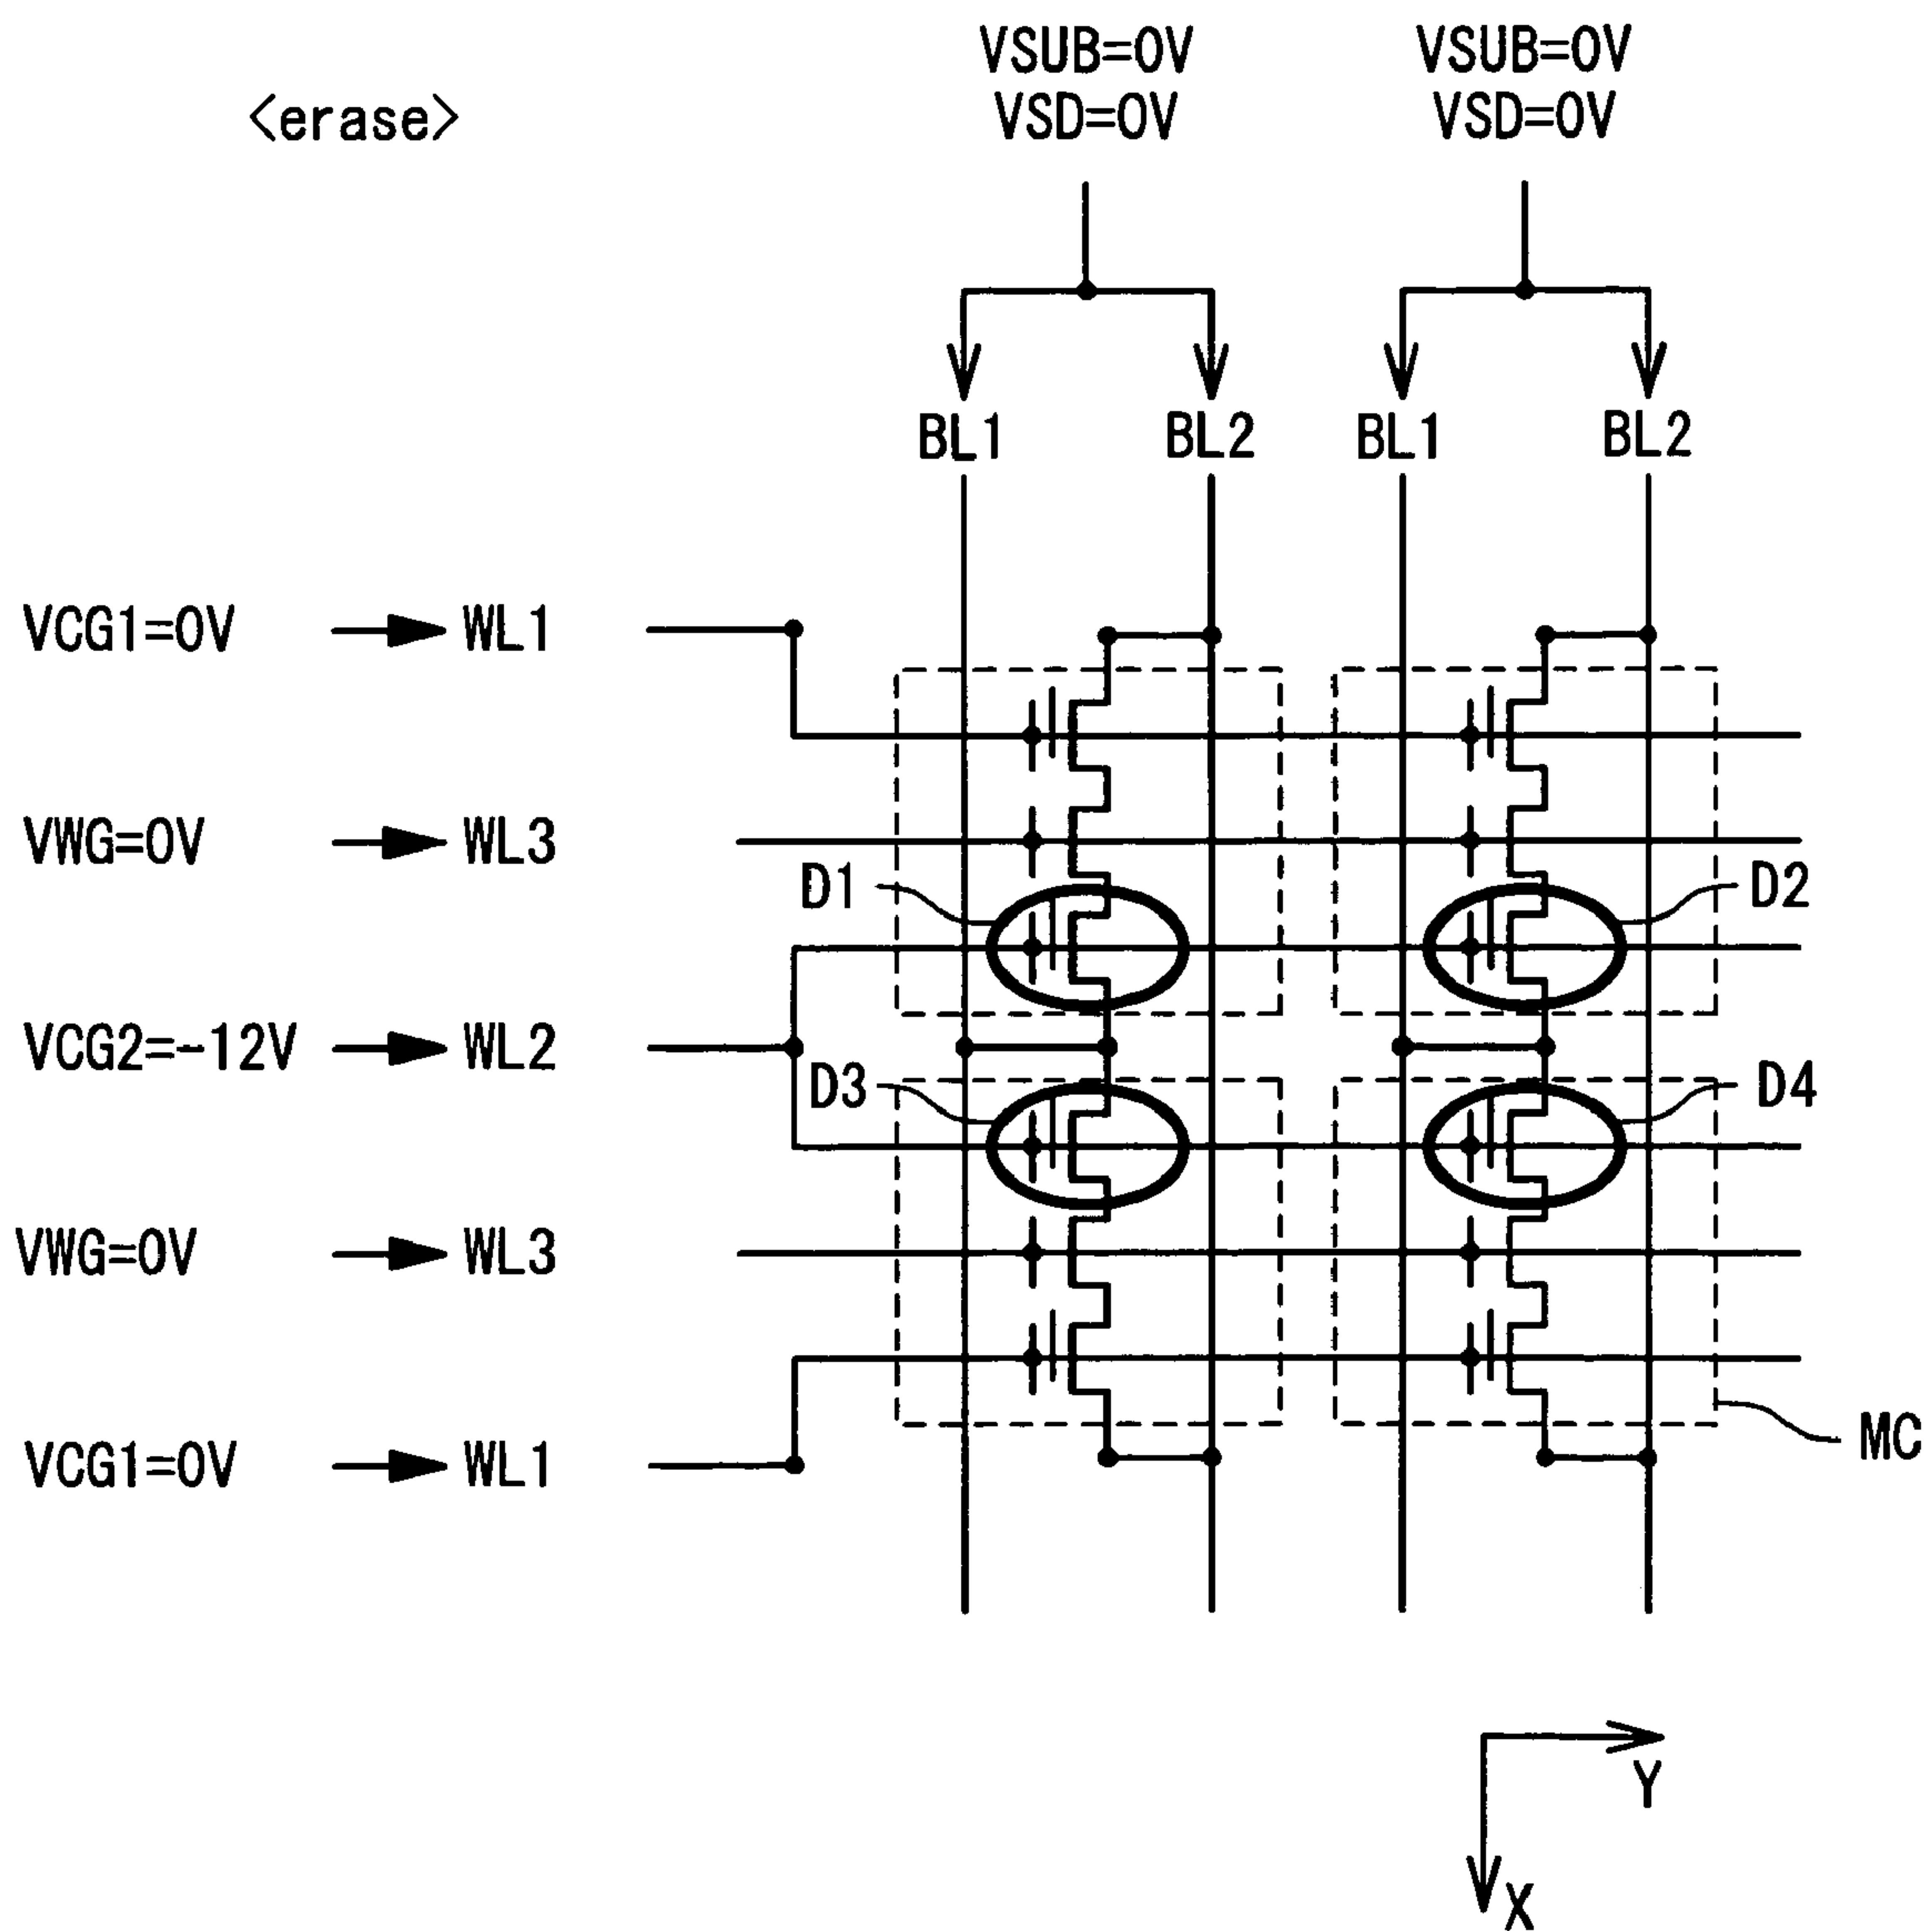 VSUB=0V
VSD=0V
VSUB=0V
VSD=0V
<erase>
BL1
BL2
BL1
BL2
VCG1=0V
WL1
VWG=0V
WL3
D1
D2
VCG2=-12V
WL2
D3
D4
VWG=0V
WL3
VCG1=0V
WL1
MC
Y
X